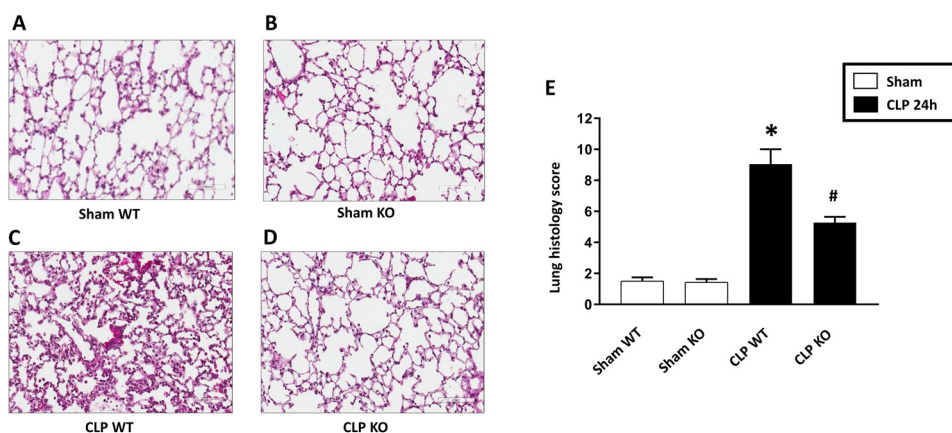 A
B
Sham WT
Sham KO
C
D
CLP WT
CLP KO
E
Sham
CLP 24h
Lung histology score
12
10
8
6
4
2
0
*
#
Sham WT
Sham KO
CLP WT
CLP KO